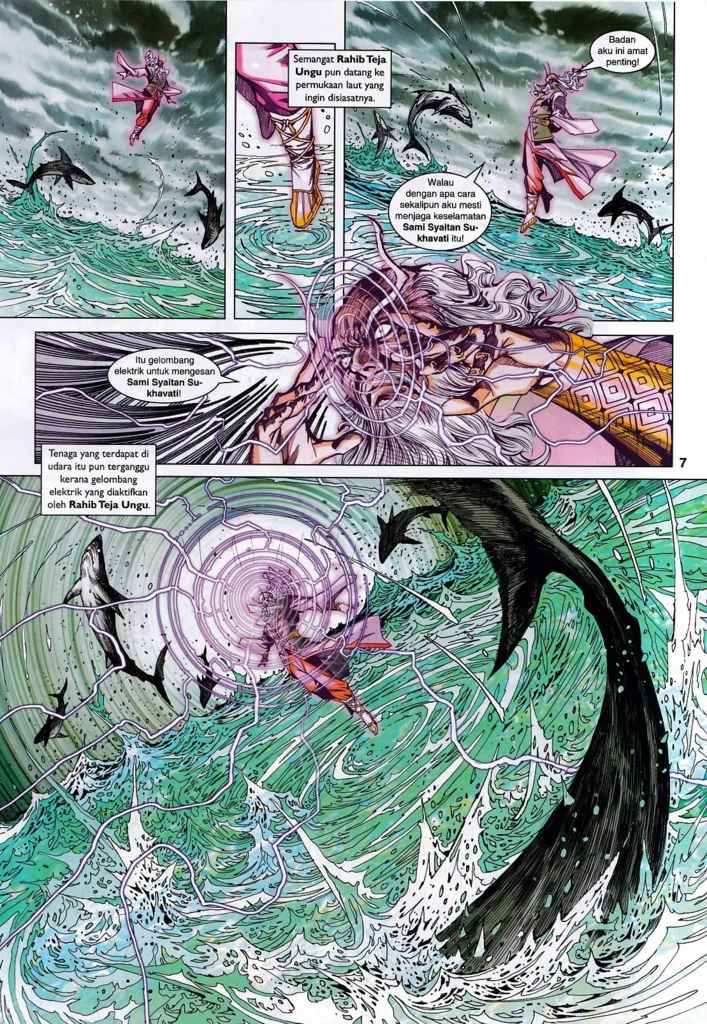 Semangat Rahib Teja
Ungu pun datang ke
permukaan laut yang
ingin disiasatnya.
Badan
aku ini amat
penting!
Walau
dengan apa cara
sekalipun aku mesti
menjaga keselamatan
Sami Syaitan Su-
khavati itu!
Itu gelombang
elektrik untuk mengesan
Sami Syaitan Su-
khavati!
7
Tenaga yang terdapat di
udara itu pun terganggu
kerana gelombang
elektrik yang diaktifkan
oleh Rahib Teja Ungu.